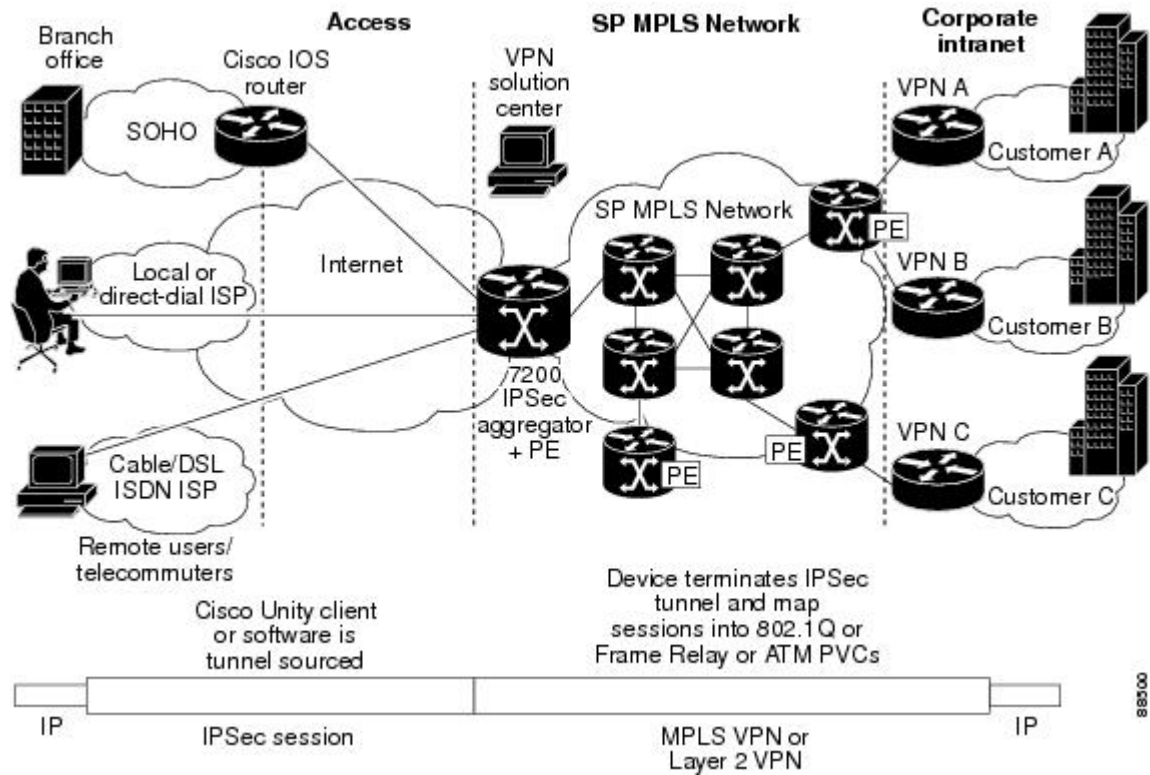 Access
SP MPLS Network
Corporate
intranet
Branch
office
Cisco IOS
router
VPN
solution
center
VPN A
SOHO
Customer A
SP MPLS Network
PE
Internet
Local or
direct-dial ISP
VPN B
Customer B
7200
IPSec
aggregator
+ PE
PE
PE
VPN C
Cable/DSL
ISDN ISP
Customer C
Remote users/
telecommuters
Cisco Unity client
or software is
tunnel sourced
Device terminates IPSec
tunnel and map
sessions into 802.1Q or
Frame Relay or ATM PVCs
IP
IPSec session
MPLS VPN or
Layer 2 VPN
IP
88500